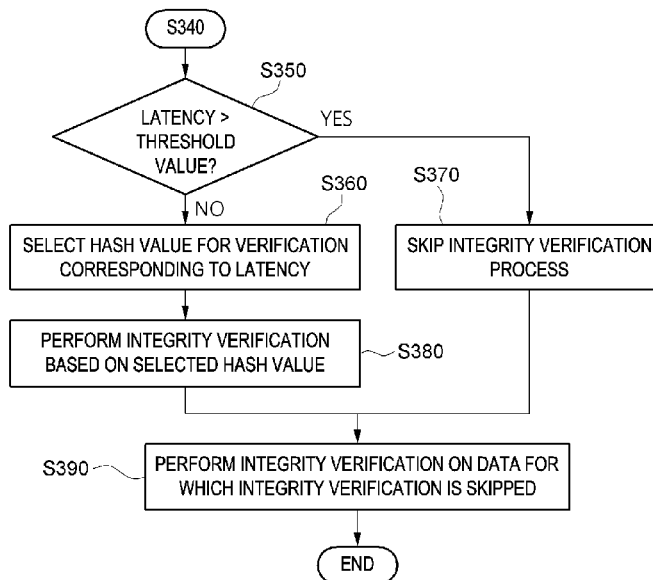 S340
S350
LATENCY >
THRESHOLD
VALUE?
YES
NO
S360
S370
SELECT HASH VALUE FOR VERIFICATION
CORRESPONDING TO LATENCY
SKIP INTEGRITY VERIFICATION
PROCESS
PERFORM INTEGRITY VERIFICATION
BASED ON SELECTED HASH VALUE
S380
S390
PERFORM INTEGRITY VERIFICATION ON DATA FOR
WHICH INTEGRITY VERIFICATION IS SKIPPED
END